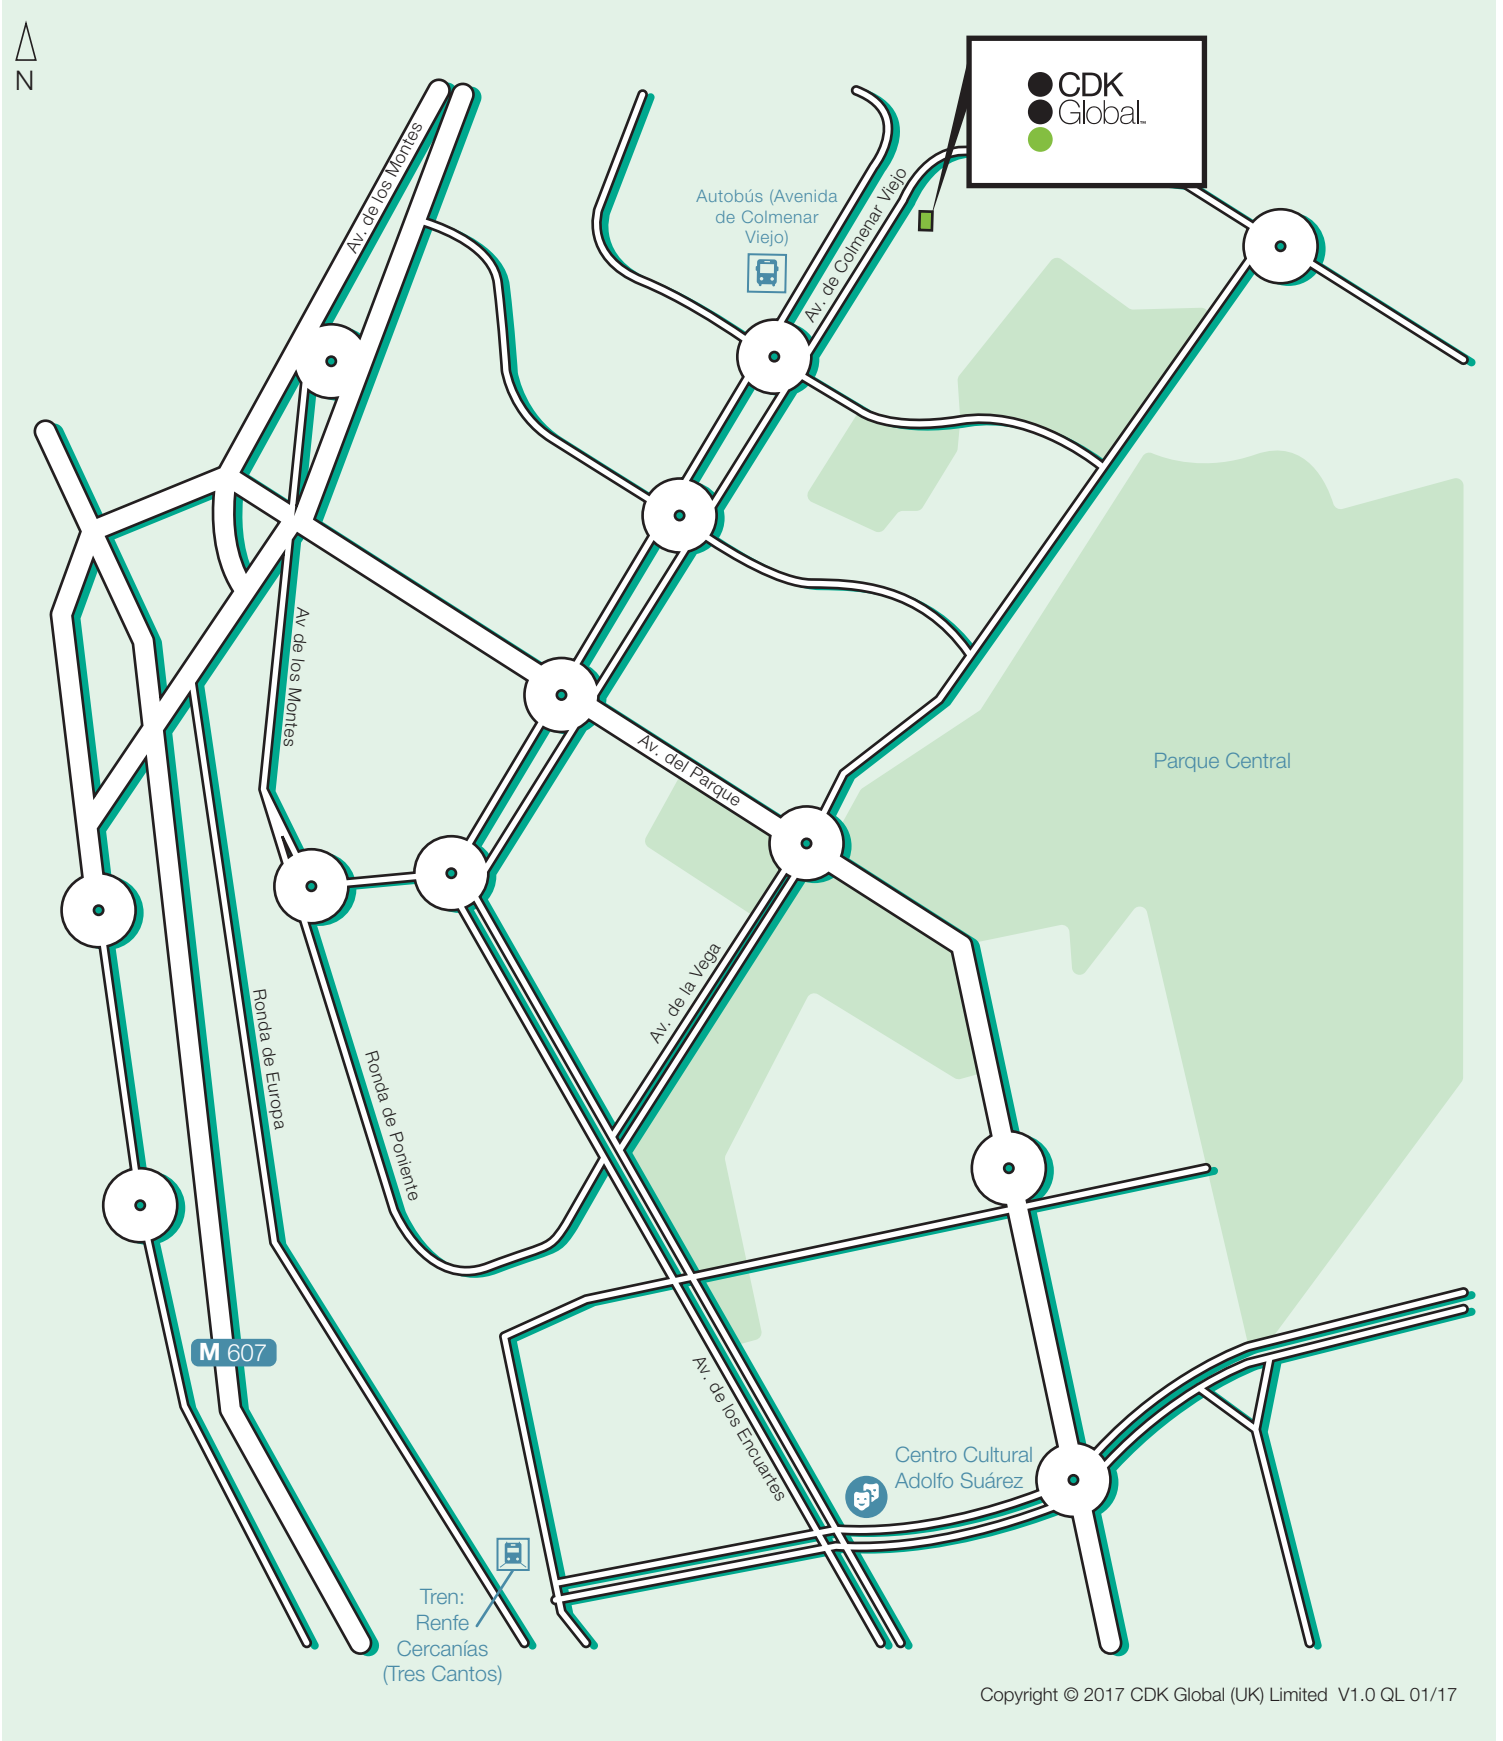 N
CDK
Global™
Av. de los Montes
Autobús (Avenida
de Colmenar
Viejo)
Av. de Colmenar Viejo
Av de los Montes
Av. del Parque
Parque Central
Av. de la Vega
Ronda de Europa
Ronda de Poniente
M 607
Av. de los Encuartes
Centro Cultural
Adolfo Suárez
Tren:
Renfe
Cercanías
(Tres Cantos)
Copyright © 2017 CDK Global (UK) Limited V1.0 QL 01/17